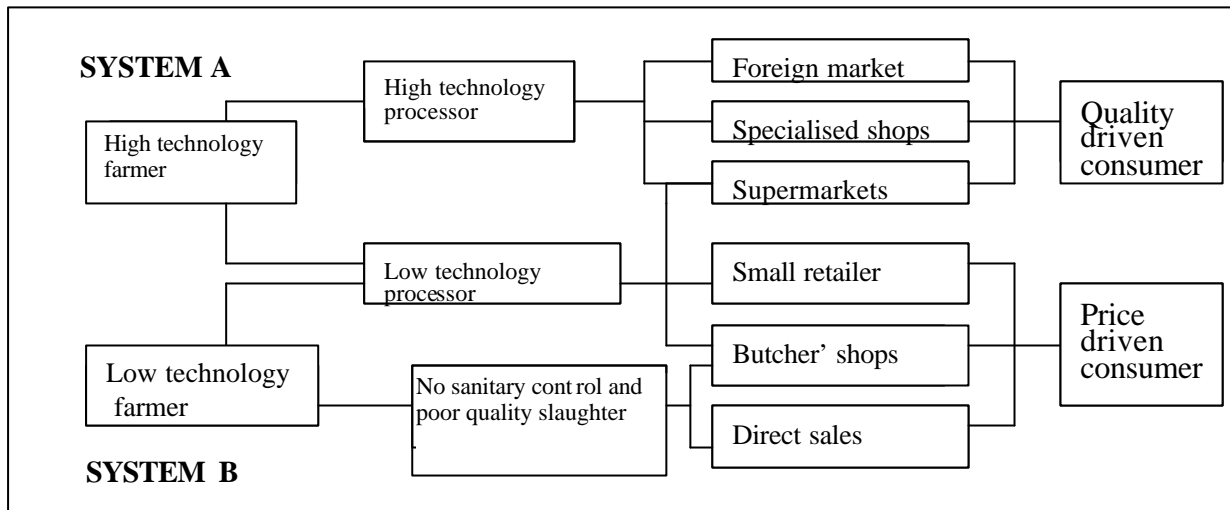 SYSTEM A
High technology
processor
High technology
farmer
Foreign market
Specialised shops
Supermarkets
Quality
driven
consumer
Low technology
processor
Small retailer
Butcher’ shops
Direct sales
Price
driven
consumer
Low technology
farmer
No sanitary cont rol and
poor quality slaughter
SYSTEM B